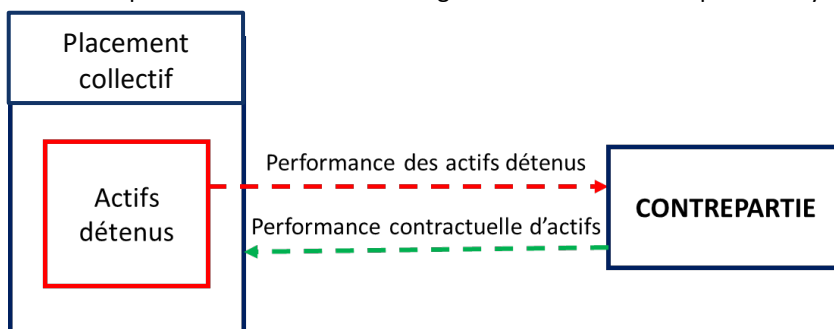 Placement
collectif
Actifs
détenus
Performance des actifs détenus
Performance contractuelle d'actifs
CONTREPARTIE